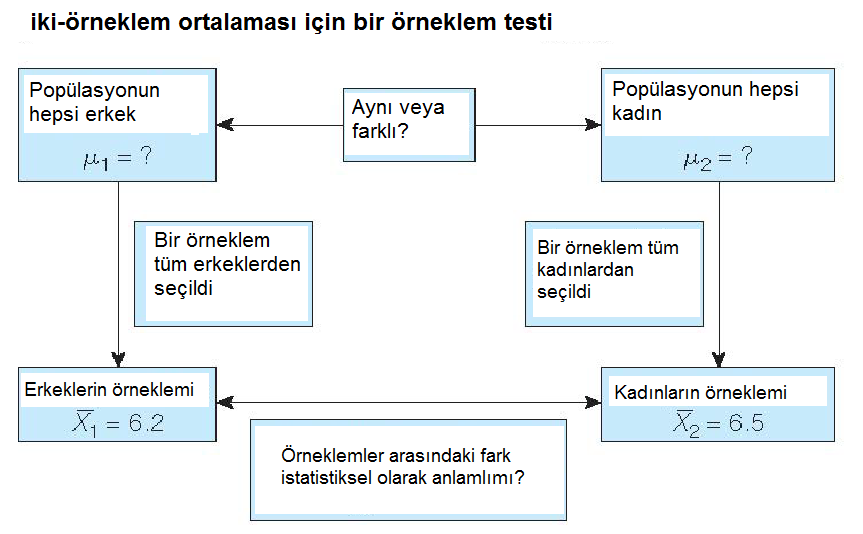 iki-örneklem ortalaması için bir örneklem testi
Popülasyonun
hepsi erkek
μ₁ = ?
Aynı veya
farklı?
Popülasyonun hepsi
kadın
μ₂ = ?
Bir örneklem
tüm erkeklerden
seçildi
Bir örneklem tüm
kadınlardan
seçildi
Erkeklerin örneklemi
X̅₁ = 6.2
Kadınların örneklemi
X̅₂ = 6.5
Örneklemler arasındaki fark
istatistiksel olarak anlamlımı?